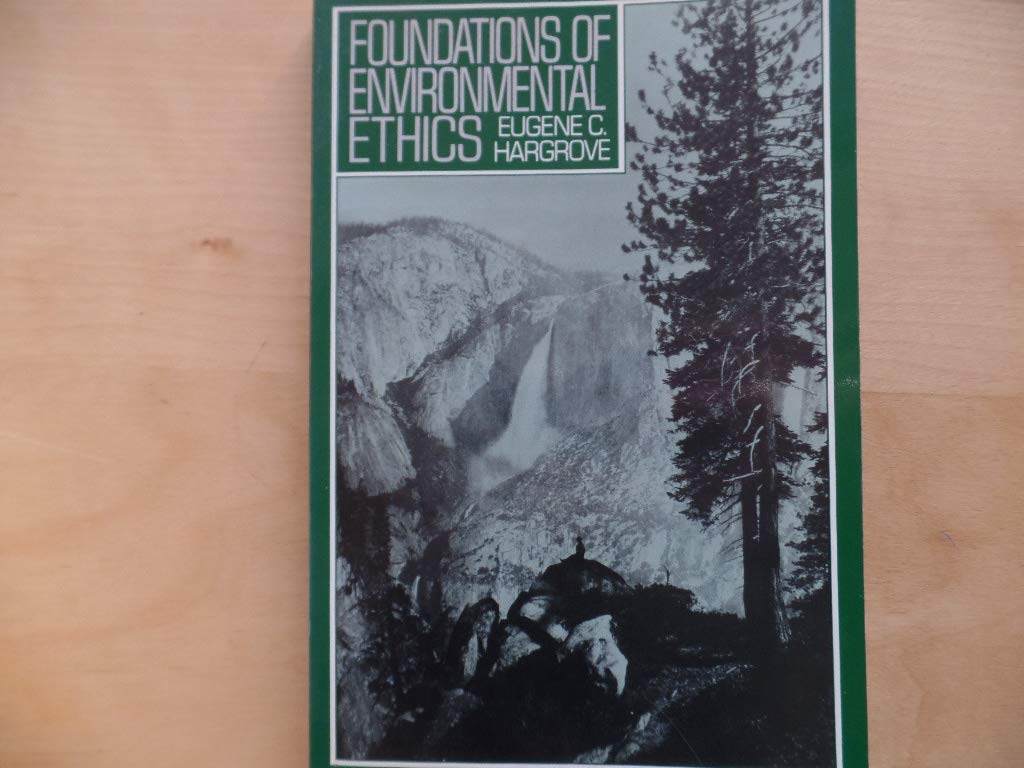 FOUNDATIONS OF
ENVIRONMENTAL
ETHICS
EUGENE C.
HARGROVE